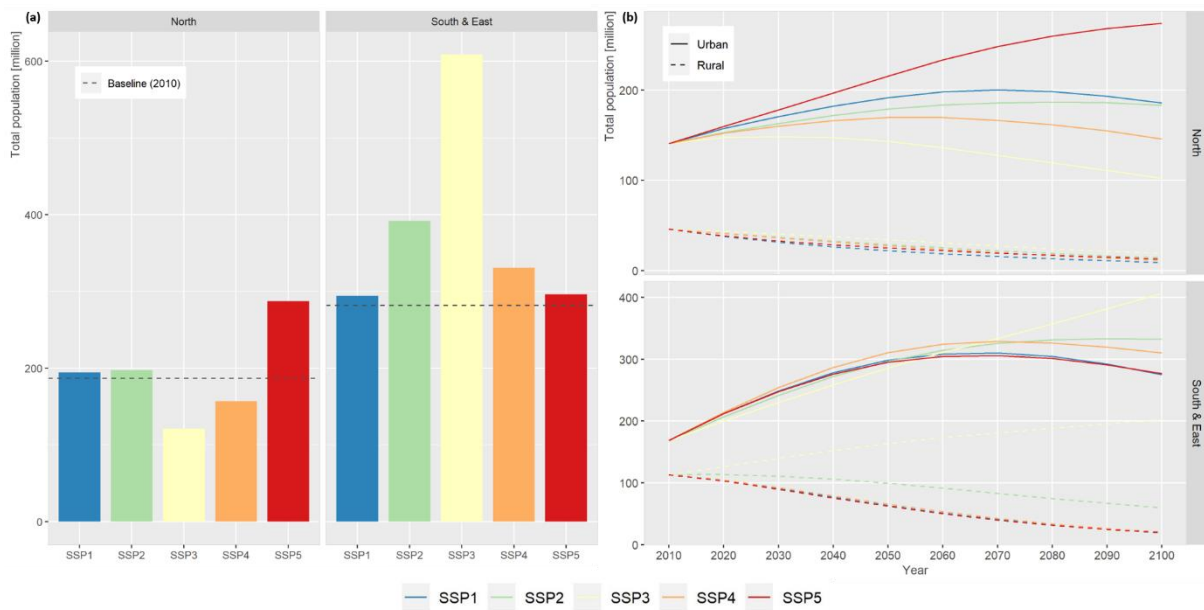 (a)
North
South & East
Total population [million]
600
400
200
0
Baseline (2010)
SSP1 SSP2 SSP3 SSP4 SSP5
SSP1 SSP2 SSP3 SSP4 SSP5
(b)
Total population [million]
Urban
Rural
200
100
0
North
400
300
200
100
0
South & East
2010 2020 2030 2040 2050 2060 2070 2080 2090 2100
Year
SSP1 SSP2 SSP3 SSP4 SSP5